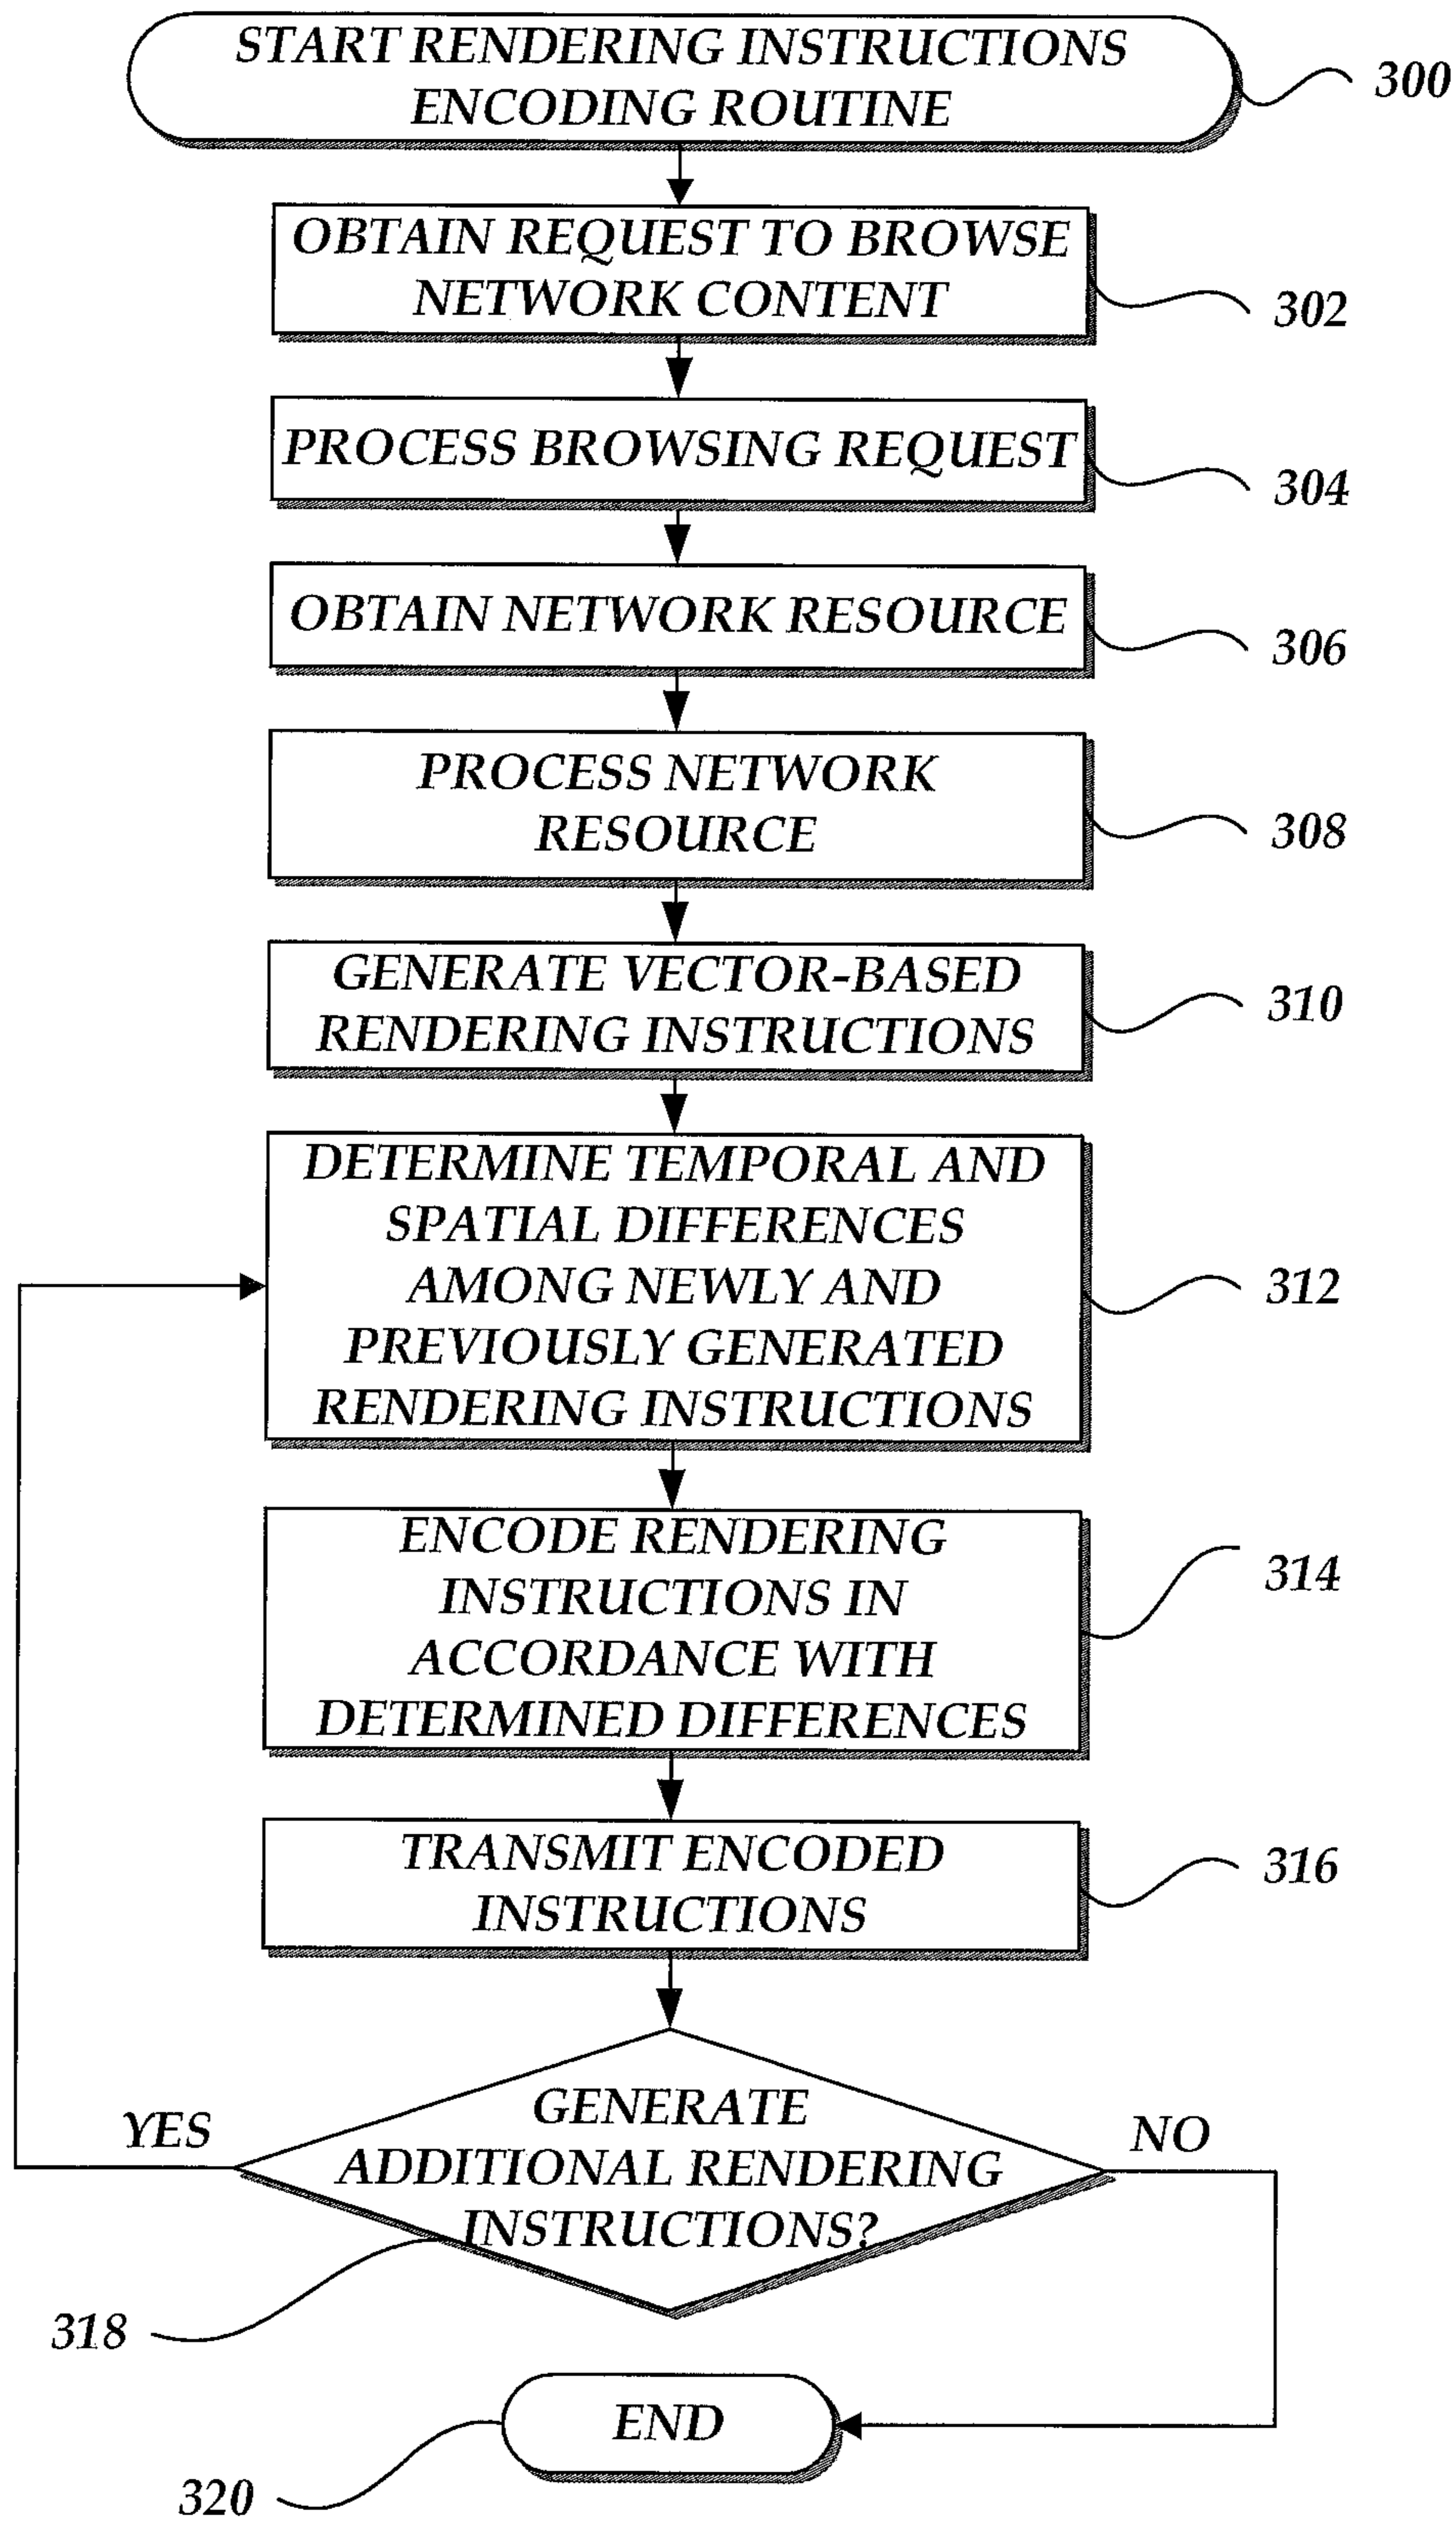 START RENDERING INSTRUCTIONS
ENCODING ROUTINE
300
OBTAIN REQUEST TO BROWSE
NETWORK CONTENT
302
PROCESS BROWSING REQUEST
304
OBTAIN NETWORK RESOURCE
306
PROCESS NETWORK
RESOURCE
308
GENERATE VECTOR-BASED
RENDERING INSTRUCTIONS
310
DETERMINE TEMPORAL AND
SPATIAL DIFFERENCES
AMONG NEWLY AND
PREVIOUSLY GENERATED
RENDERING INSTRUCTIONS
312
ENCODE RENDERING
INSTRUCTIONS IN
ACCORDANCE WITH
DETERMINED DIFFERENCES
314
TRANSMIT ENCODED
INSTRUCTIONS
316
YES
GENERATE
ADDITIONAL RENDERING
INSTRUCTIONS?
NO
318
END
320